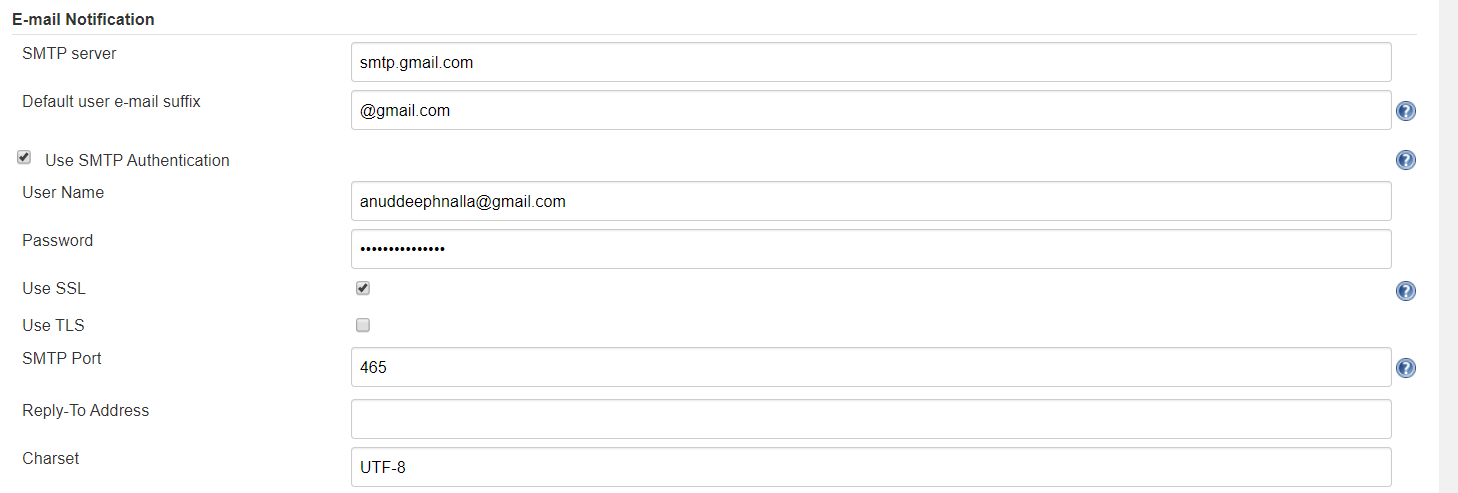 E-mail Notification
SMTP server
smtp.gmail.com
Default user e-mail suffix
@gmail.com
Use SMTP Authentication
User Name
anuddeephnalla@gmail.com
Password
•••••••••••••••
Use SSL
Use TLS
SMTP Port
465
Reply-To Address
Charset
UTF-8